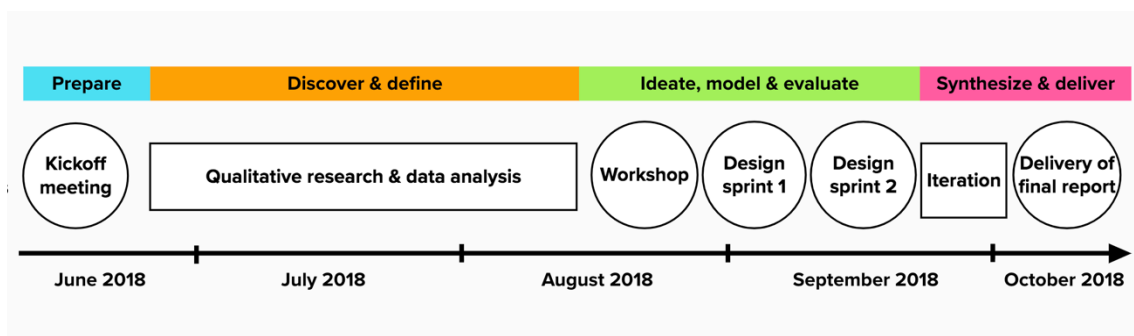 Prepare
Discover & define
Ideate, model & evaluate
Synthesize & deliver
Kickoff
meeting
Qualitative research & data analysis
Workshop
Design
sprint 1
Design
sprint 2
Iteration
Delivery of
final report
June 2018
July 2018
August 2018
September 2018
October 2018